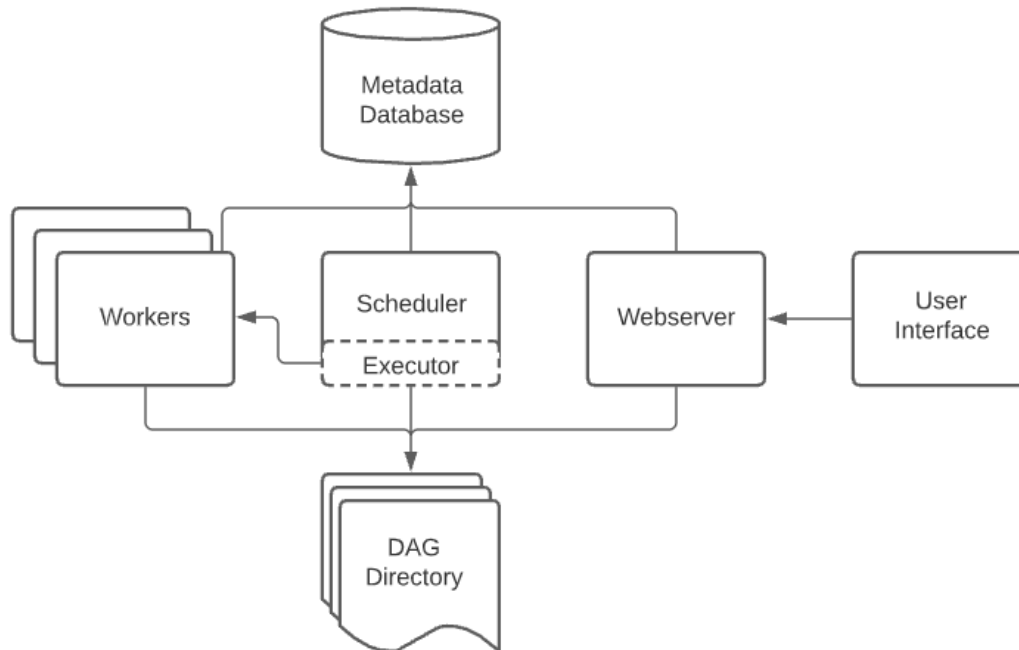 Metadata
Database
Workers
Scheduler
Executor
Webserver
User
Interface
DAG
Directory